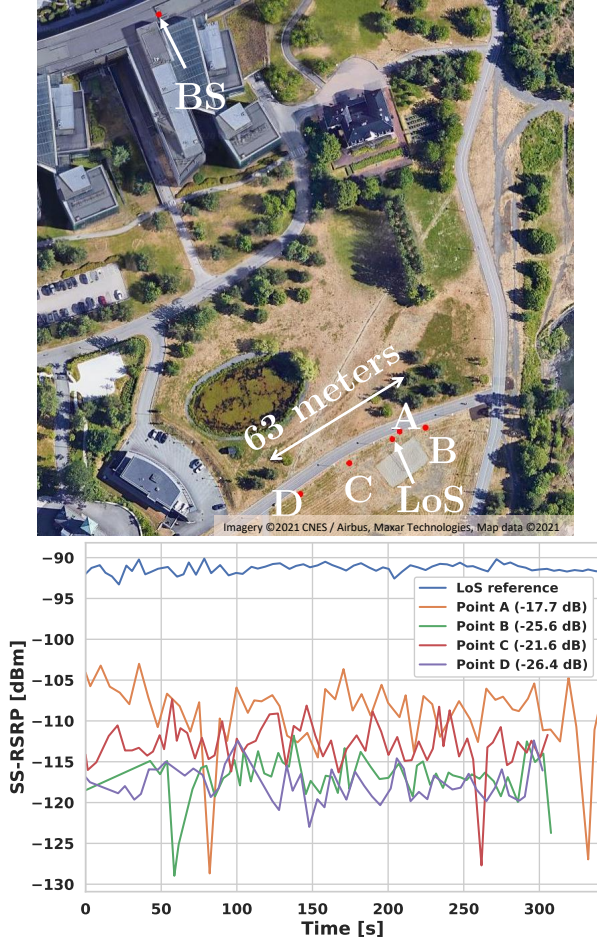 BS
63 meters
A
B
C
LoS
D
Imagery ©2021 CNES / Airbus, Maxar Technologies, Map data ©2021
−90
−95
−100
−105
−110
−115
−120
−125
−130
SS-RSRP [dBm]
LoS reference
Point A (-17.7 dB)
Point B (-25.6 dB)
Point C (-21.6 dB)
Point D (-26.4 dB)
0 50 100 150 200 250 300
Time [s]